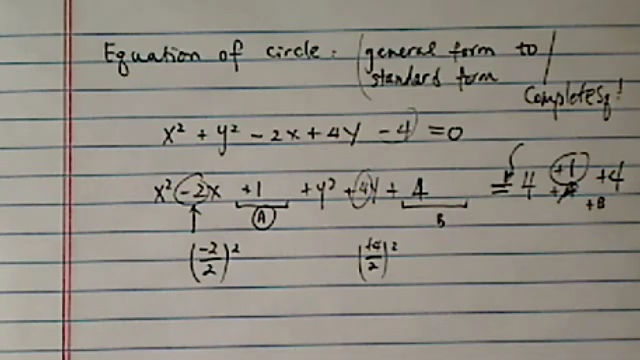 Equation of circle: (general form to /
standard form
Complete Sq!
x² + y² - 2x + 4y - 4 = 0
x² - 2x + 1 + y² + 4y + 4 = 4 + 1 + 4
A B +B
(-2/2)² (+4/2)²